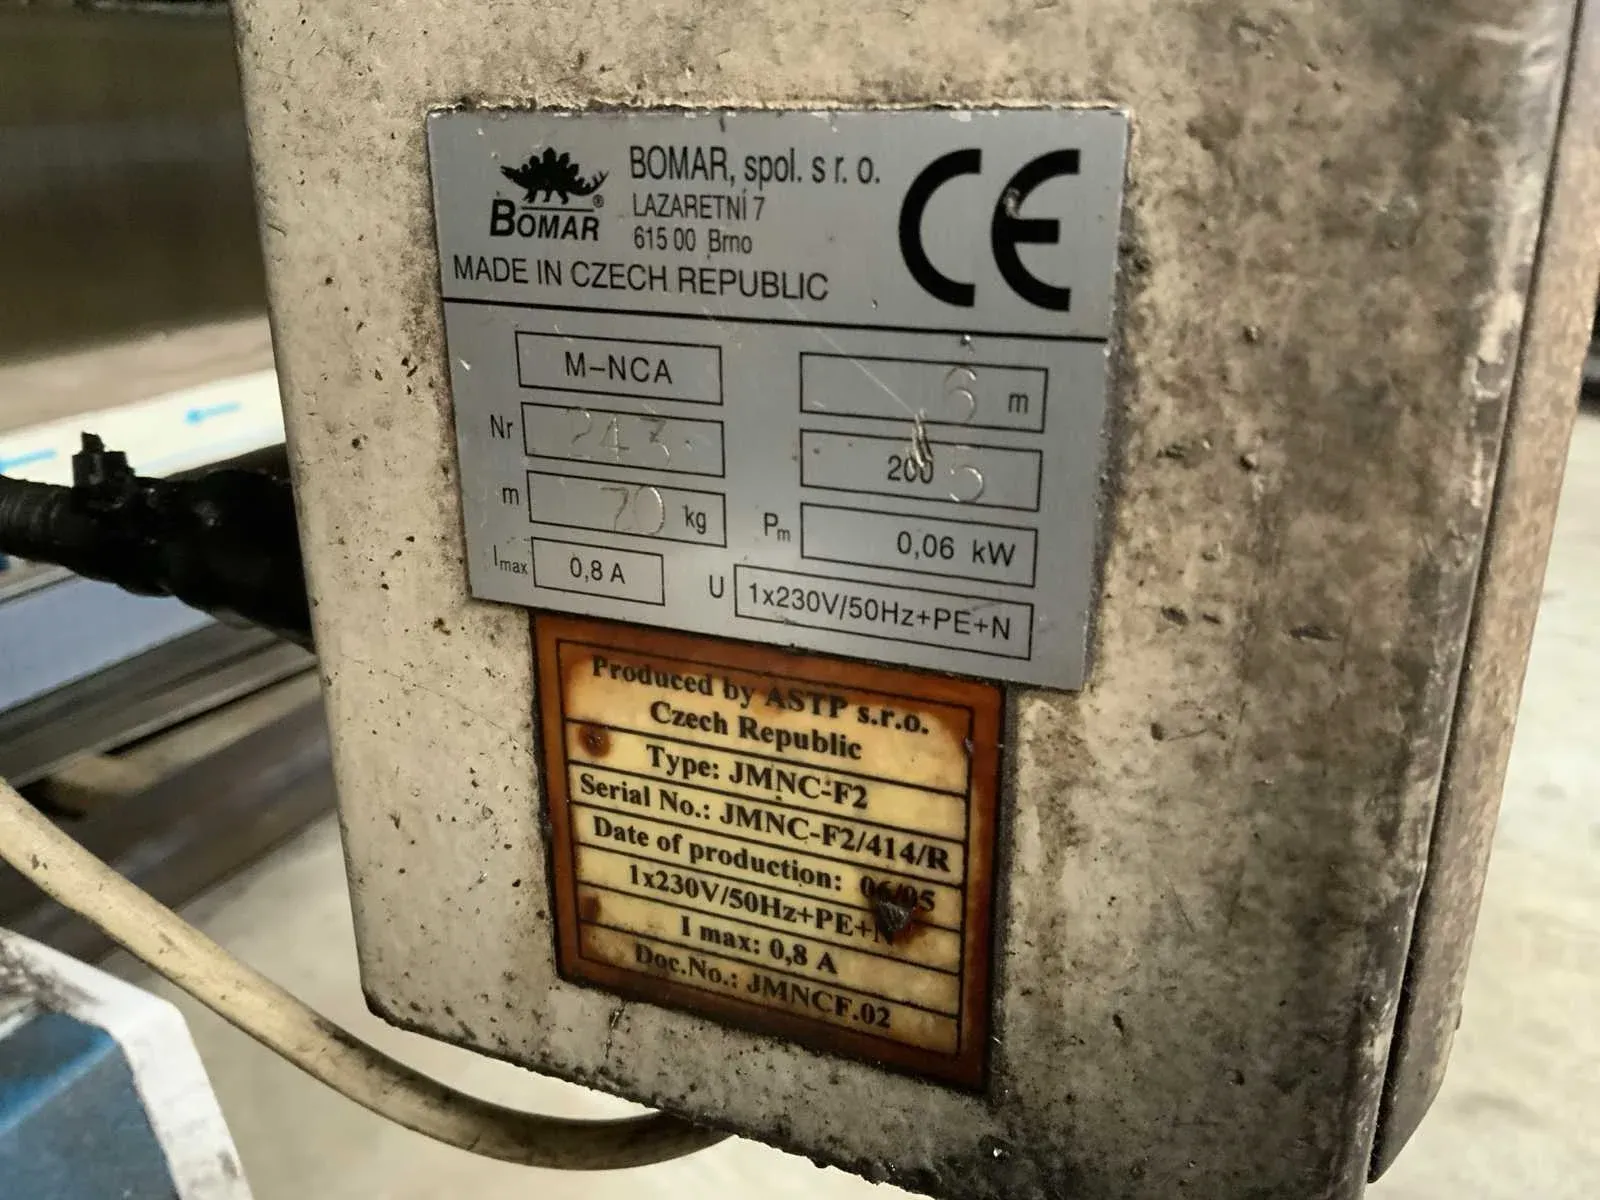 BOMAR®
BOMAR, spol. s r. o.
LAZARETNÍ 7
615 00 Brno
MADE IN CZECH REPUBLIC
CE
M–NCA
6 m
Nr 243
2005
m 70 kg
Pm 0,06 kW
Imax 0,8 A
U 1x230V/50Hz+PE+N
Produced by ASTP s.r.o.
Czech Republic
Type: JMNC-F2
Serial No.: JMNC-F2/414/R
Date of production: 06/05
1x230V/50Hz+PE+N
I max: 0,8 A
Doc.No.: JMNCF.02